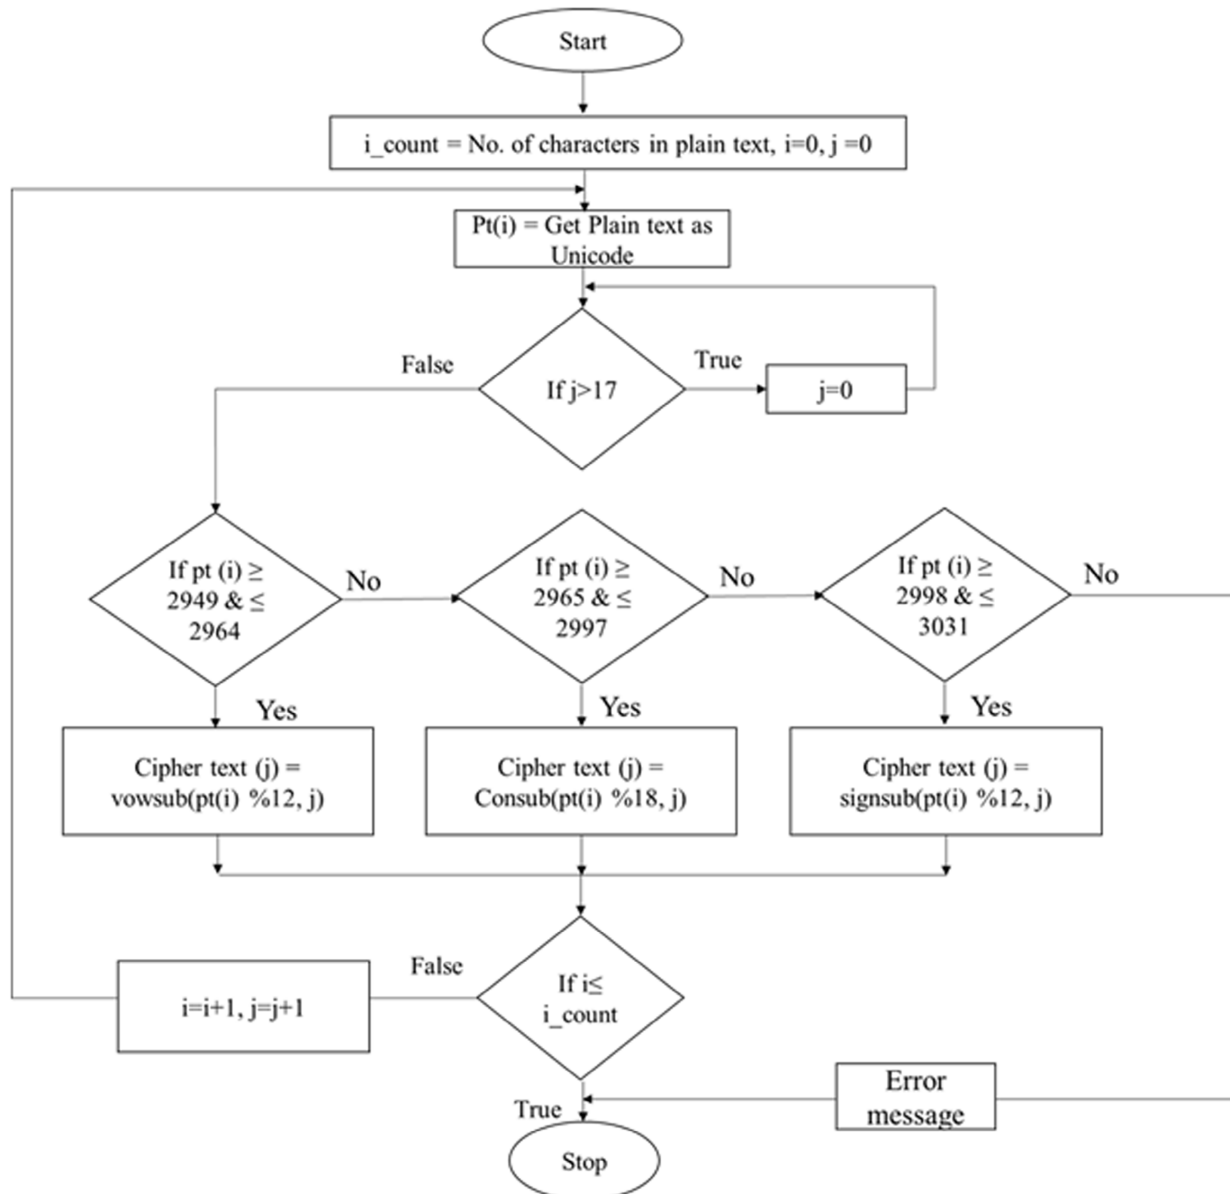 Start
i_count = No. of characters in plain text, i=0, j =0
Pt(i) = Get Plain text as
Unicode
False
True
If j>17
j=0
If pt (i) ≥
2949 & ≤
2964
No
If pt (i) ≥
2965 & ≤
2997
No
If pt (i) ≥
2998 & ≤
3031
No
Yes
Yes
Yes
Cipher text (j) =
vowsub(pt(i) %12, j)
Cipher text (j) =
Consub(pt(i) %18, j)
Cipher text (j) =
signsub(pt(i) %12, j)
False
If i≤
i_count
i=i+1, j=j+1
Error
message
True
Stop